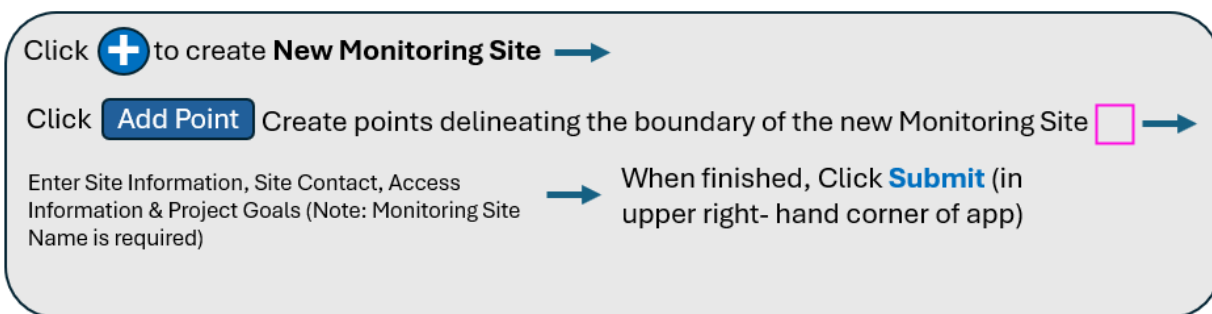 Click + to create New Monitoring Site
Click Add Point Create points delineating the boundary of the new Monitoring Site
Enter Site Information, Site Contact, Access
Information & Project Goals (Note: Monitoring Site
Name is required)
When finished, Click Submit (in
upper right- hand corner of app)